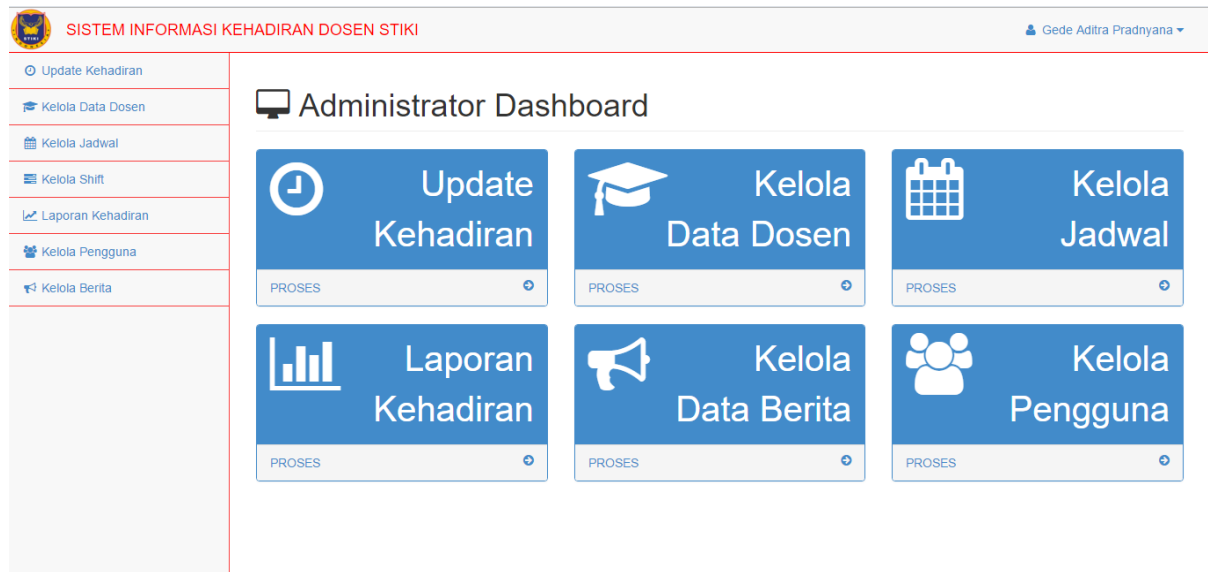 STIKI
SISTEM INFORMASI KEHADIRAN DOSEN STIKI
Gede Aditra Pradnyana
Update Kehadiran
Kelola Data Dosen
Kelola Jadwal
Kelola Shift
Laporan Kehadiran
Kelola Pengguna
Kelola Berita
Administrator Dashboard
Update
Kehadiran
PROSES
Kelola
Data Dosen
PROSES
Kelola
Jadwal
PROSES
Laporan
Kehadiran
PROSES
Kelola
Data Berita
PROSES
Kelola
Pengguna
PROSES